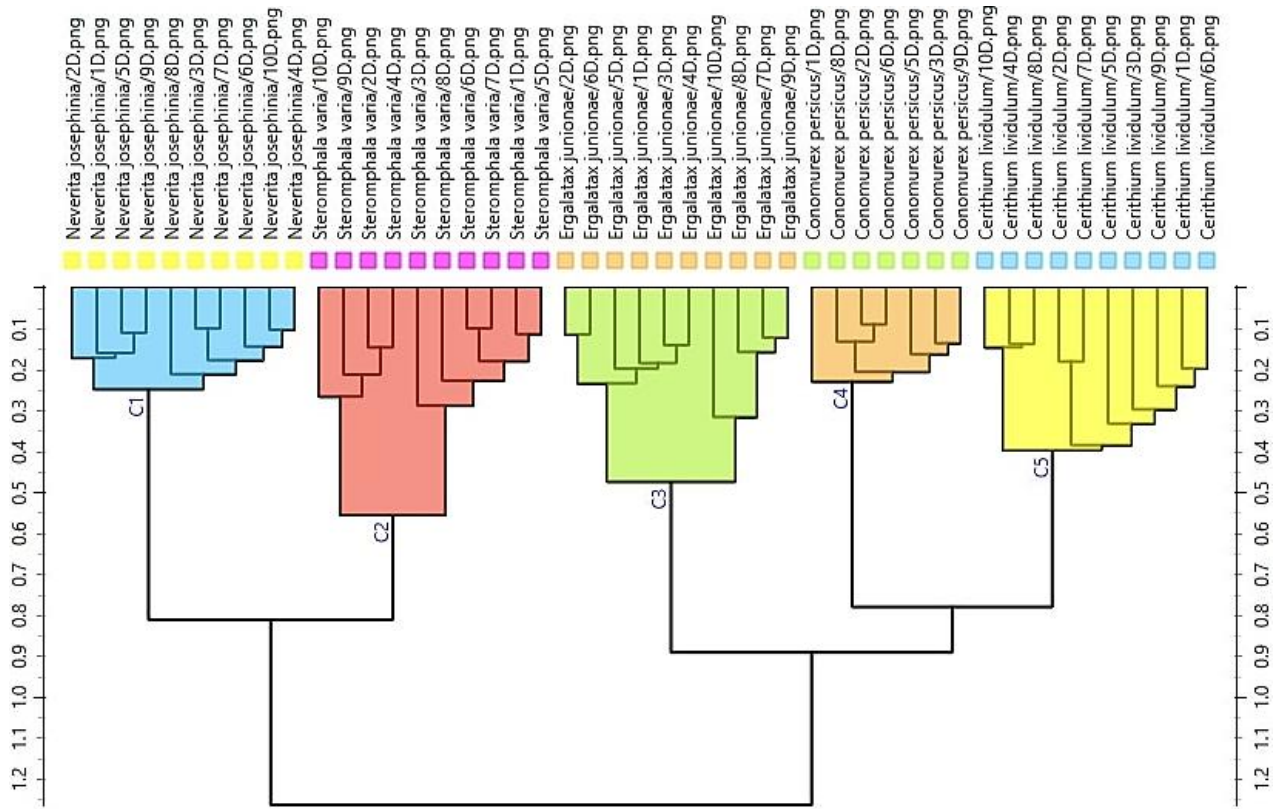 Neverita josephinia/2D.png
Neverita josephinia/1D.png
Neverita josephinia/5D.png
Neverita josephinia/9D.png
Neverita josephinia/8D.png
Neverita josephinia/3D.png
Neverita josephinia/7D.png
Neverita josephinia/6D.png
Neverita josephinia/10D.png
Neverita josephinia/4D.png
Steromphala varia/10D.png
Steromphala varia/9D.png
Steromphala varia/2D.png
Steromphala varia/4D.png
Steromphala varia/3D.png
Steromphala varia/8D.png
Steromphala varia/6D.png
Steromphala varia/7D.png
Steromphala varia/1D.png
Steromphala varia/5D.png
Ergalatax junionae/2D.png
Ergalatax junionae/6D.png
Ergalatax junionae/5D.png
Ergalatax junionae/1D.png
Ergalatax junionae/3D.png
Ergalatax junionae/4D.png
Ergalatax junionae/10D.png
Ergalatax junionae/8D.png
Ergalatax junionae/7D.png
Ergalatax junionae/9D.png
Conomurex persicus/1D.png
Conomurex persicus/8D.png
Conomurex persicus/2D.png
Conomurex persicus/6D.png
Conomurex persicus/5D.png
Conomurex persicus/3D.png
Conomurex persicus/9D.png
Cerithium lividulum/10D.png
Cerithium lividulum/4D.png
Cerithium lividulum/8D.png
Cerithium lividulum/2D.png
Cerithium lividulum/7D.png
Cerithium lividulum/5D.png
Cerithium lividulum/3D.png
Cerithium lividulum/9D.png
Cerithium lividulum/1D.png
Cerithium lividulum/6D.png
0.1
0.2
0.3
0.4
0.5
0.6
0.7
0.8
0.9
1.0
1.1
1.2
C1
C2
C3
C4
C5
0.1
0.2
0.3
0.4
0.5
0.6
0.7
0.8
0.9
1.0
1.1
1.2